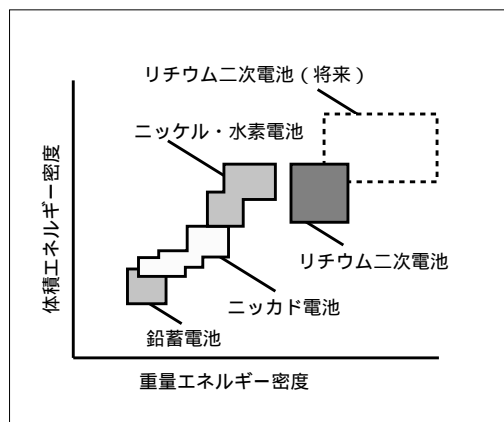 リチウム二次電池（将来）
ニッケル・水素電池
体積エネルギー密度
リチウム二次電池
ニッカド電池
鉛蓄電池
重量エネルギー密度